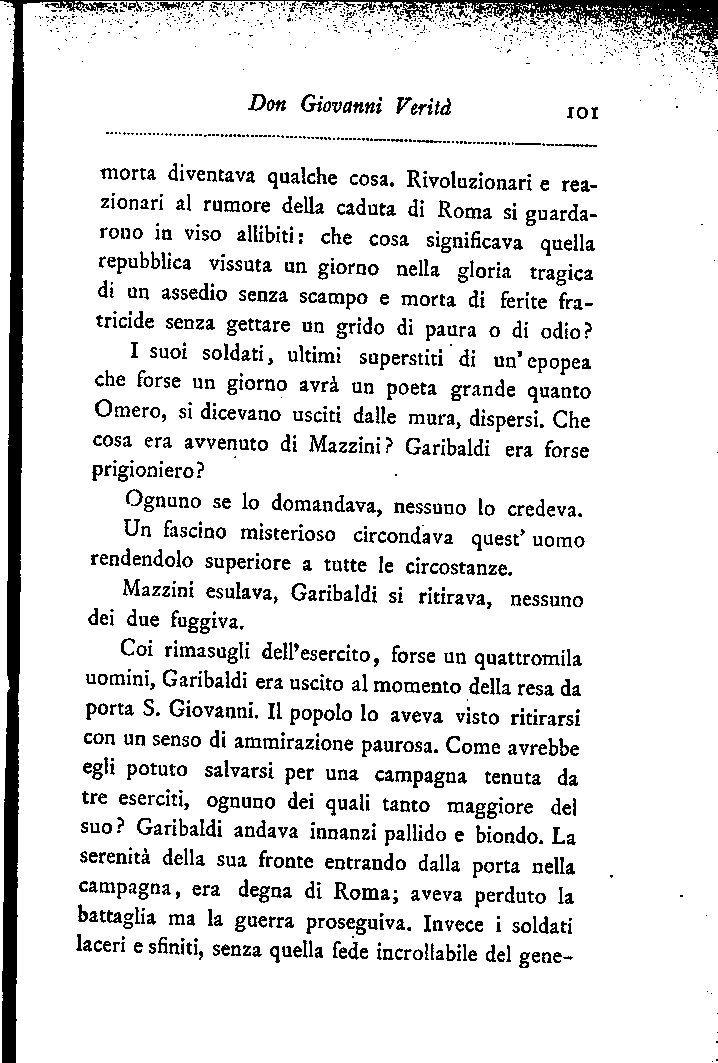 Don Giovanni Verità 101
morta diventava qualche cosa. Rivoluzionari e rea-
zionari al rumore della caduta di Roma si guarda-
rono in viso allibiti: che cosa significava quella
repubblica vissuta un giorno nella gloria tragica
di un assedio senza scampo e morta di ferite fra-
tricide senza gettare un grido di paura o di odio?
I suoi soldati, ultimi superstiti di un' epopea
che forse un giorno avrà un poeta grande quanto
Omero, si dicevano usciti dalle mura, dispersi. Che
cosa era avvenuto di Mazzini? Garibaldi era forse
prigioniero?
Ognuno se lo domandava, nessuno lo credeva.
Un fascino misterioso circondava quest' uomo
rendendolo superiore a tutte le circostanze.
Mazzini esulava, Garibaldi si ritirava, nessuno
dei due fuggiva.
Coi rimasugli dell'esercito, forse un quattromila
uomini, Garibaldi era uscito al momento della resa da
porta S. Giovanni. Il popolo lo aveva visto ritirarsi
con un senso di ammirazione paurosa. Come avrebbe
egli potuto salvarsi per una campagna tenuta da
tre eserciti, ognuno dei quali tanto maggiore del
suo? Garibaldi andava innanzi pallido e biondo. La
serenità della sua fronte entrando dalla porta nella
campagna, era degna di Roma; aveva perduto la
battaglia ma la guerra proseguiva. Invece i soldati
laceri e sfiniti, senza quella fede incrollabile del gene-